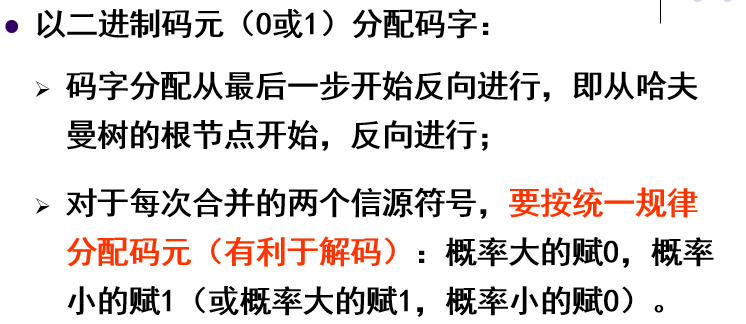 以二进制码元（0或1）分配码字：
码字分配从最后一步开始反向进行，即从哈夫
曼树的根节点开始，反向进行；
对于每次合并的两个信源符号，要按统一规律
分配码元（有利于解码）：概率大的赋0，概率
小的赋1（或概率大的赋1，概率小的赋0）。